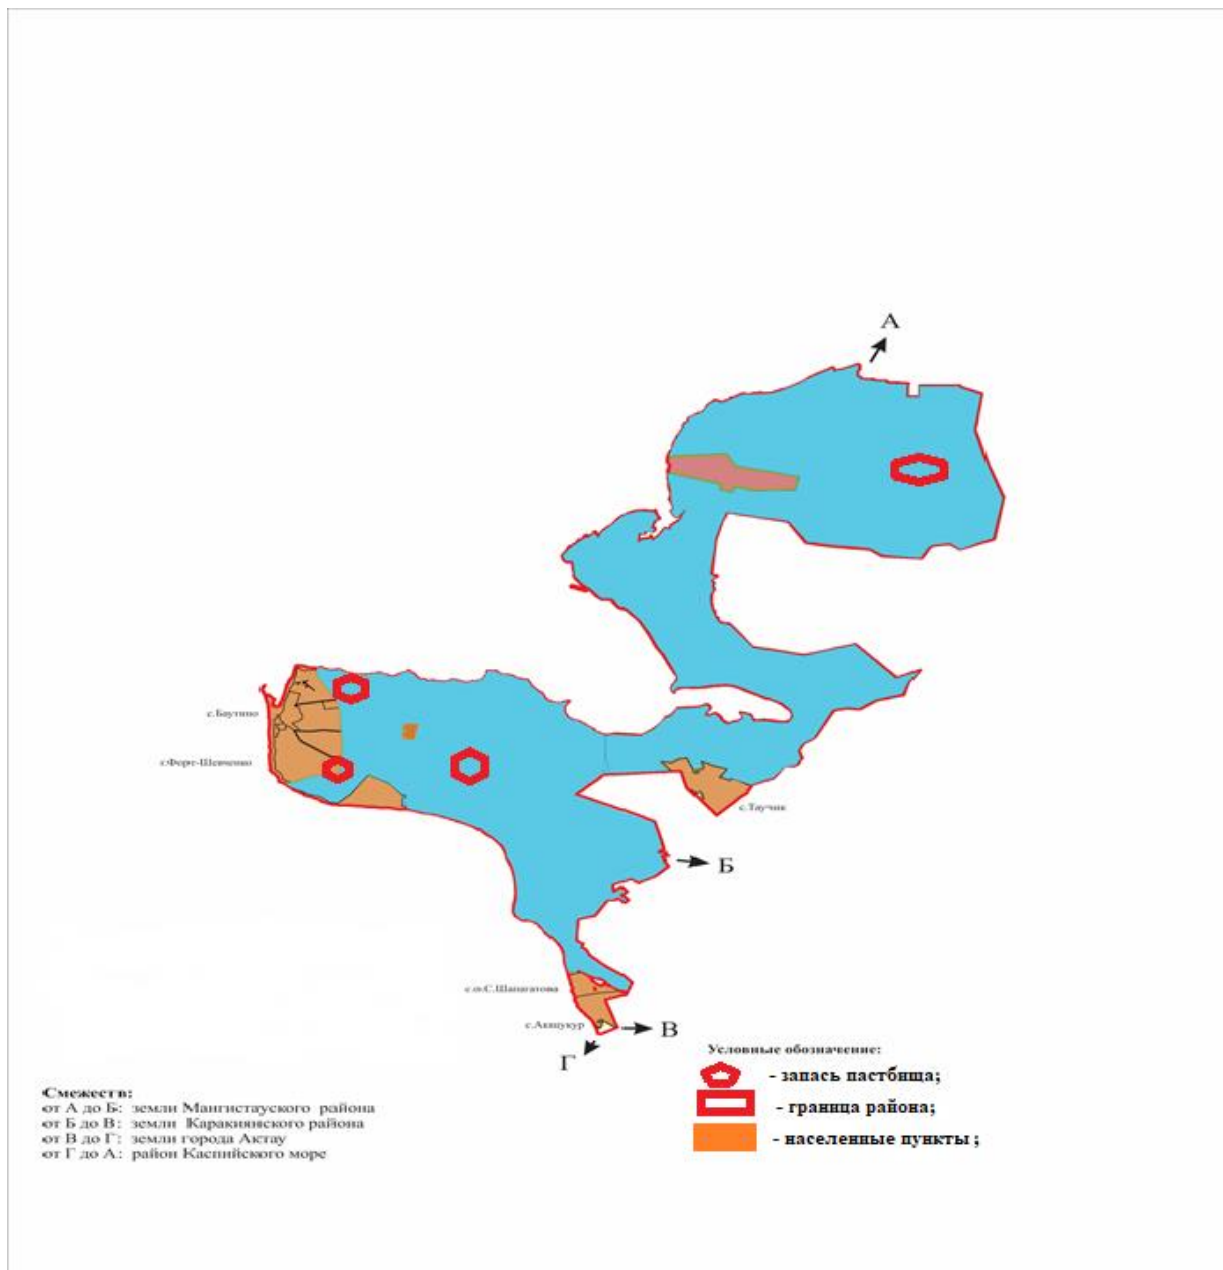 А
с.Баутино
с.Форт-Шевченко
с.Таучик
Б
с.о.С.Шапагатова
с.Акшукур
В
Г
Условные обозначение:
- запась пастбища;
- граница района;
- населенные пункты ;
Смежеств:
от А до Б: земли Мангистауского района
от Б до В: земли Каракиянского района
от В до Г: земли города Актау
от Г до А: район Каспийского море